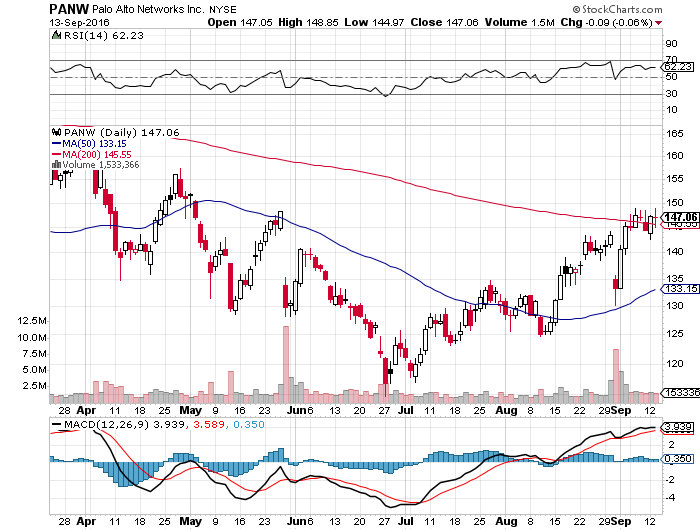 PANW Palo Alto Networks Inc. NYSE © StockCharts.com
13-Sep-2016 Open 147.05 High 148.85 Low 144.92 Close 147.06 Volume 1.5M Chg -0.09 (-0.06%)
RSI(14) 62.23
90
70
62.23
50
30
10
PANW (Daily) 147.06
MA(50) 133.15
MA(200) 145.55
Volume 1,533,366
165
160
155
150
147.06
145.55
140
135
133.15
130
125
120
12.5M
10.0M
7.5M
5.0M
2.5M
1533366
28 Apr 11 18 25 May 9 16 23 Jun 6 13 20 27 Jul 11 18 25 Aug 8 15 22 29 Sep 12
MACD(12,26,9) 3.939, 3.589, 0.350
3.939
2
0.350
-2
-4
28 Apr 11 18 25 May 9 16 23 Jun 6 13 20 27 Jul 11 18 25 Aug 8 15 22 29 Sep 12